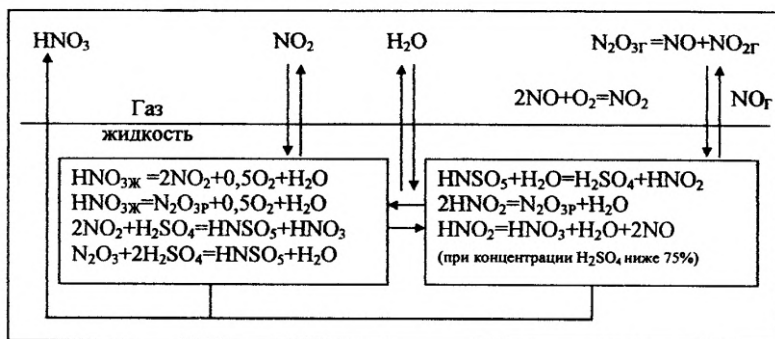 HNO₃ NO₂ H₂O N₂O₃г=NO+NO₂г
2NO+O₂=NO₂ NOг
Газ
жидкость
HNO₃ж =2NO₂+0,5O₂+H₂O
HNO₃ж=N₂O₃р+0,5O₂+H₂O
2NO₂+H₂SO₄=HNSO₅+HNO₃
N₂O₃+2H₂SO₄=HNSO₅+H₂O
HNSO₅+H₂O=H₂SO₄+HNO₂
2HNO₂=N₂O₃р+H₂O
HNO₂=HNO₃+H₂O+2NO
(при концентрации H₂SO₄ ниже 75%)